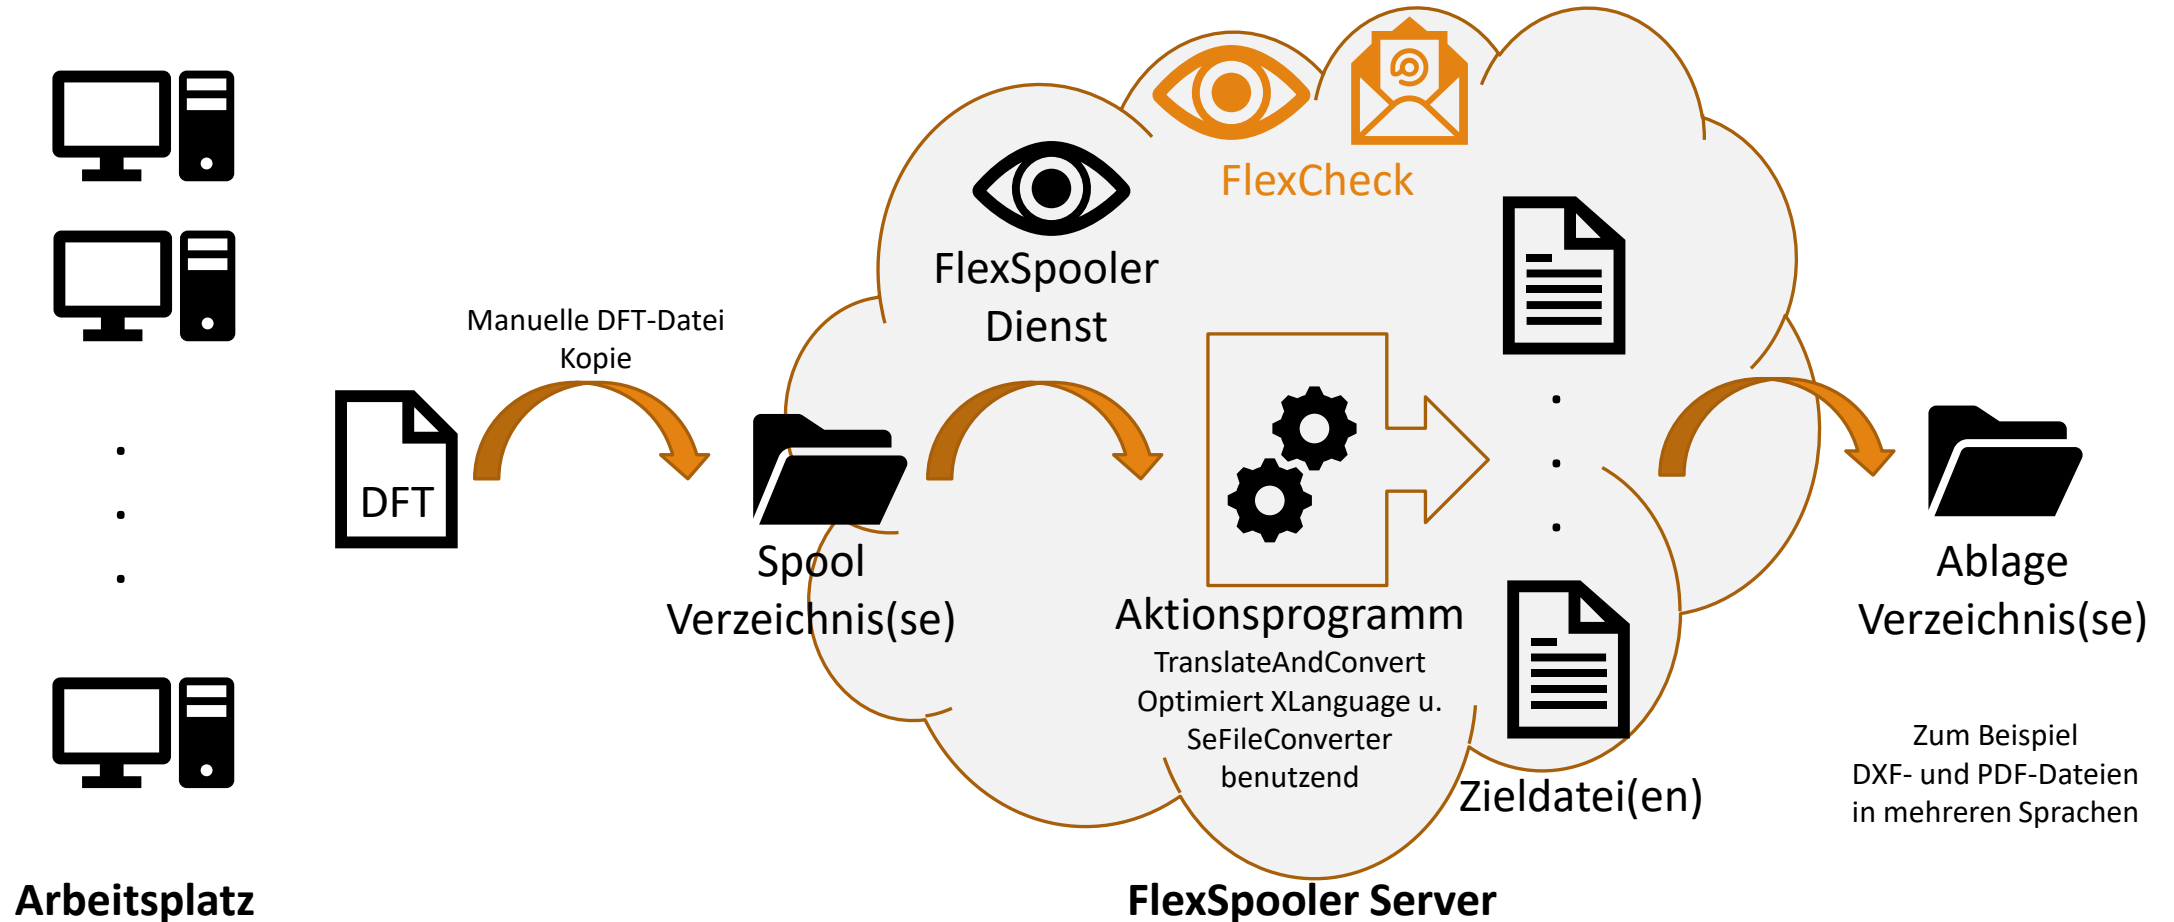 FlexCheck
FlexSpooler
Dienst
Manuelle DFT-Datei
Kopie
DFT
Spool
Verzeichnis(se)
Aktionsprogramm
TranslateAndConvert
Optimiert XLanguage u.
SeFileConverter
benutzend
Zieldatei(en)
Ablage
Verzeichnis(se)
Zum Beispiel
DXF- und PDF-Dateien
in mehreren Sprachen
Arbeitsplatz
FlexSpooler Server